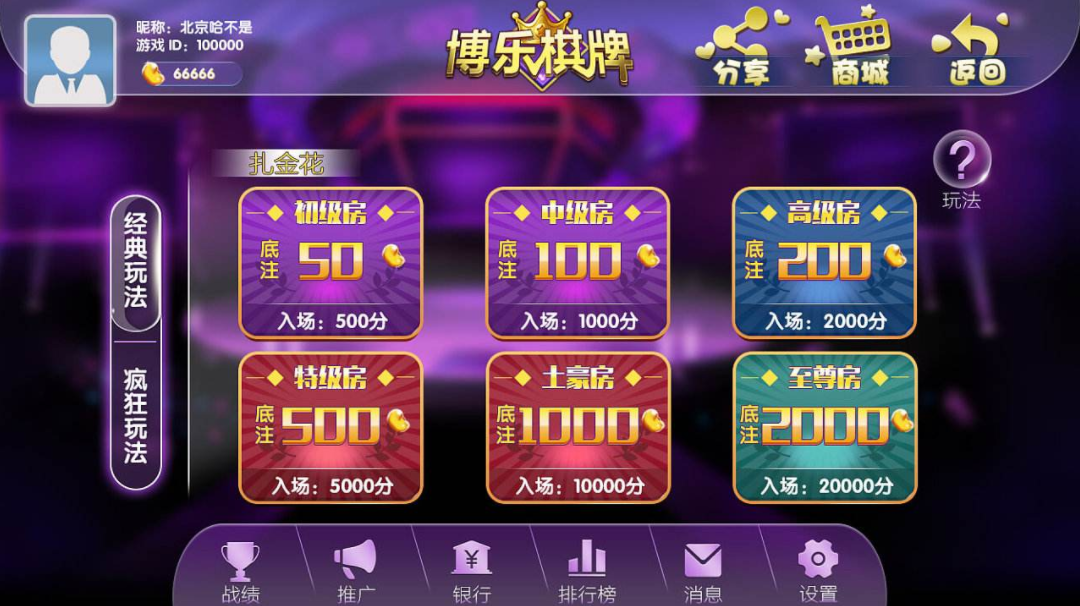 昵称：北京哈不是
游戏 ID：100000
66666
博乐棋牌
分享
商城
返回
扎金花
?
玩法
经典玩法
疯狂玩法
初级房
底注 50
入场：500分
中级房
底注 100
入场：1000分
高级房
底注 200
入场：2000分
特级房
底注 500
入场：5000分
土豪房
底注 1000
入场：10000分
至尊房
底注 2000
入场：20000分
战绩
推广
¥
银行
排行榜
消息
设置